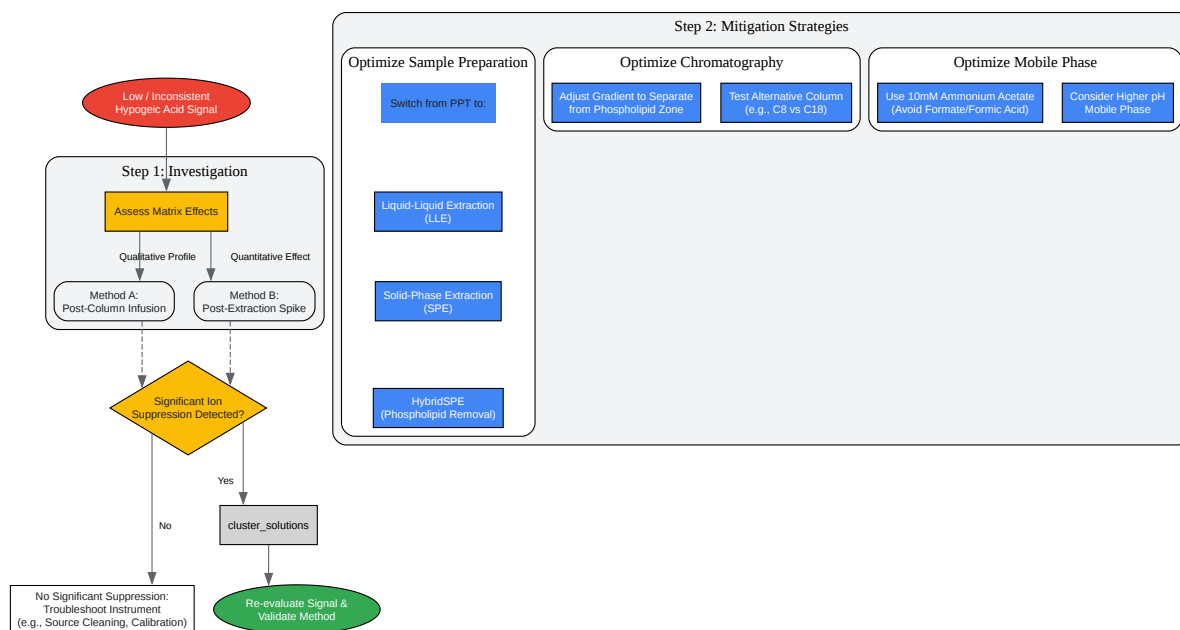 Low / Inconsistent
Hypogeic Acid Signal
Step 1: Investigation
Assess Matrix Effects
Qualitative Profile
Quantitative Effect
Method A:
Post-Column Infusion
Method B:
Post-Extraction Spike
Significant Ion
Suppression Detected?
Yes
No
cluster_solutions
No Significant Suppression:
Troubleshoot Instrument
(e.g., Source Cleaning, Calibration)
Re-evaluate Signal &
Validate Method
Step 2: Mitigation Strategies
Optimize Sample Preparation
Switch from PPT to:
Liquid-Liquid Extraction
(LLE)
Solid-Phase Extraction
(SPE)
HybridSPE
(Phospholipid Removal)
Optimize Chromatography
Adjust Gradient to Separate
from Phospholipid Zone
Test Alternative Column
(e.g., C8 vs C18)
Optimize Mobile Phase
Use 10mM Ammonium Acetate
(Avoid Formate/Formic Acid)
Consider Higher pH
Mobile Phase